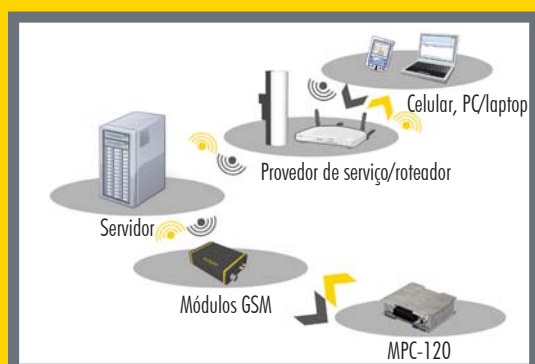 Celular, PC/laptop
Provedor de serviço/roteador
Servidor
Módulos GSM
MPC-120